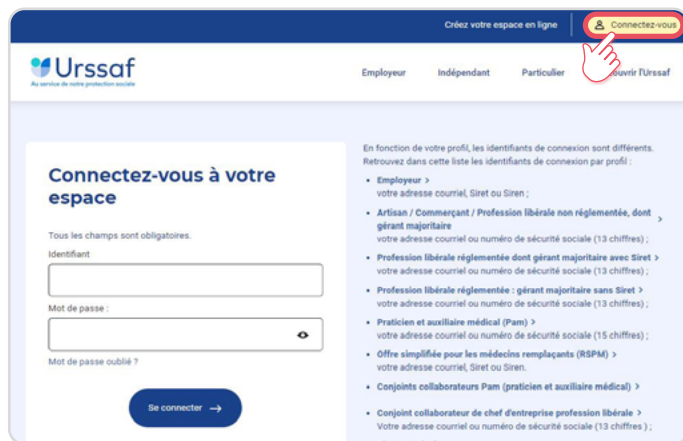 Créez votre espace en ligne
Connectez-vous
Urssaf
Au service de notre protection sociale
Employeur
Indépendant
Particulier
ouvrir l'Urssaf
Connectez-vous à votre
espace
Tous les champs sont obligatoires.
Identifiant
Mot de passe :
Mot de passe oublié ?
Se connecter →
En fonction de votre profil, les identifiants de connexion sont différents.
Retrouvez dans cette liste les identifiants de connexion par profil :
• Employeur >
votre adresse courriel, Siret ou Siren ;
• Artisan / Commerçant / Profession libérale non réglementée, dont
gérant majoritaire >
votre adresse courriel ou numéro de sécurité sociale (13 chiffres) ;
• Profession libérale réglementée dont gérant majoritaire avec Siret >
votre adresse courriel ou numéro de sécurité sociale (13 chiffres) ;
• Profession libérale réglementée : gérant majoritaire sans Siret >
votre adresse courriel ou numéro de sécurité sociale (13 chiffres) ;
• Praticien et auxiliaire médical (Pam) >
votre adresse courriel ou numéro de sécurité sociale (15 chiffres) ;
• Offre simplifiée pour les médecins remplaçants (RSPM) >
votre adresse courriel, Siret ou Siren.
• Conjoints collaborateurs Pam (praticien et auxiliaire médical) >
• Conjoint collaborateur de chef d'entreprise profession libérale >
Votre adresse courriel ou numéro de sécurité sociale (13 chiffres ) ;